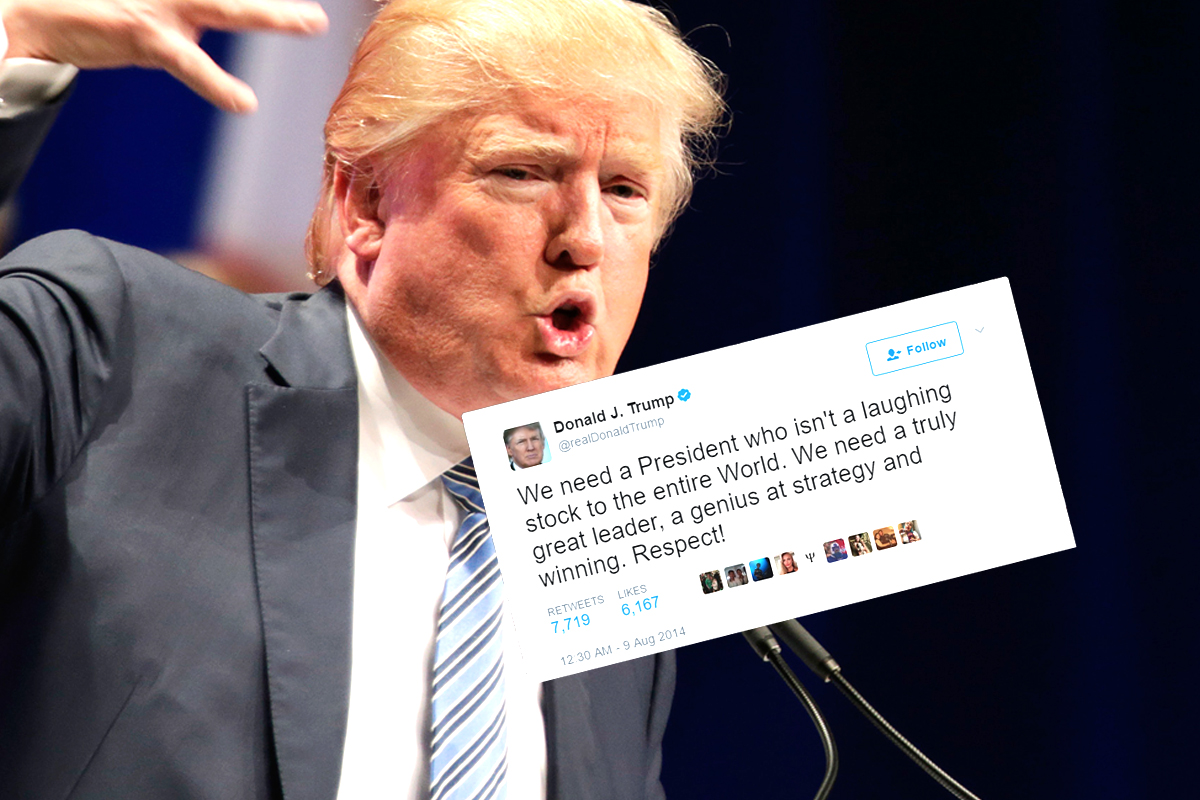 Donald J. Trump
@realDonaldTrump
Follow
We need a President who isn't a laughing
stock to the entire World. We need a truly
great leader, a genius at strategy and
winning. Respect!
RETWEETS LIKES
7,719 6,167
12:30 AM - 9 Aug 2014